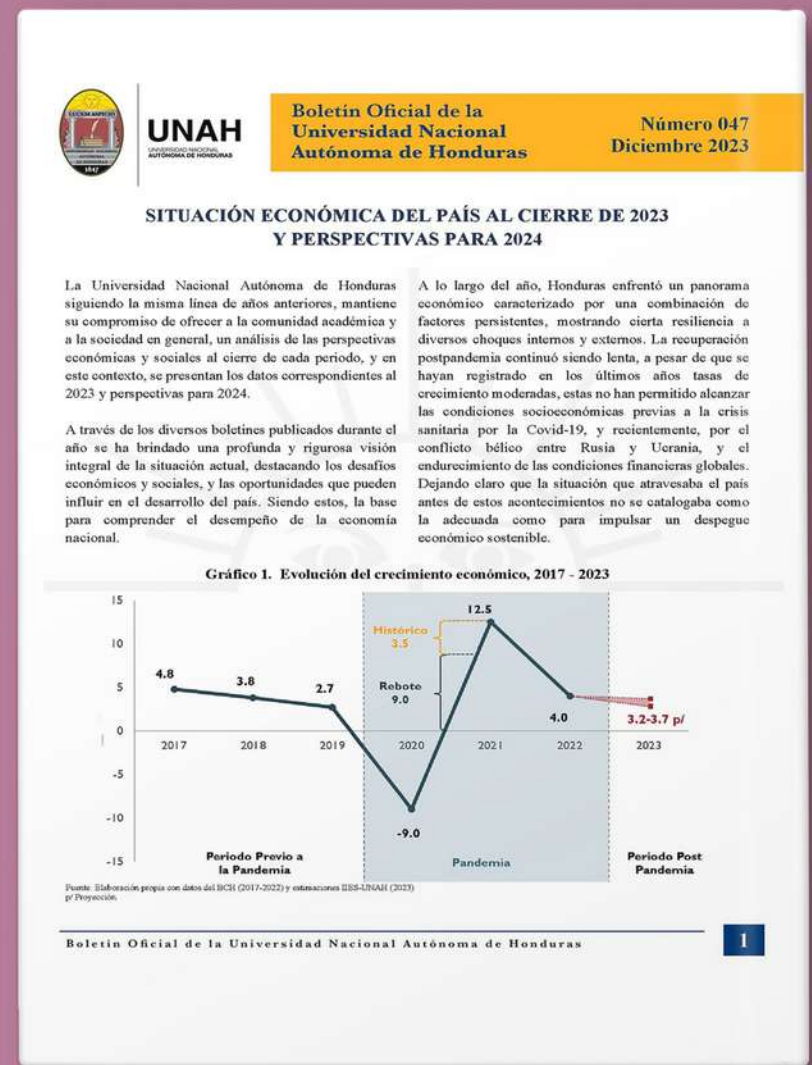 LUCEM ASPICIO
1847
UNAH
UNIVERSIDAD NACIONAL
AUTÓNOMA DE HONDURAS
Boletín Oficial de la
Universidad Nacional
Autónoma de Honduras
Número 047
Diciembre 2023
SITUACIÓN ECONÓMICA DEL PAÍS AL CIERRE DE 2023
Y PERSPECTIVAS PARA 2024
La Universidad Nacional Autónoma de Honduras
siguiendo la misma línea de años anteriores, mantiene
su compromiso de ofrecer a la comunidad académica y
a la sociedad en general, un análisis de las perspectivas
económicas y sociales al cierre de cada periodo, y en
este contexto, se presentan los datos correspondientes al
2023 y perspectivas para 2024.
A través de los diversos boletines publicados durante el
año se ha brindado una profunda y rigurosa visión
integral de la situación actual, destacando los desafíos
económicos y sociales, y las oportunidades que pueden
influir en el desarrollo del país. Siendo estos, la base
para comprender el desempeño de la economía
nacional.
A lo largo del año, Honduras enfrentó un panorama
económico caracterizado por una combinación de
factores persistentes, mostrando cierta resiliencia a
diversos choques internos y externos. La recuperación
postpandemia continuó siendo lenta, a pesar de que se
hayan registrado en los últimos años tasas de
crecimiento moderadas, estas no han permitido alcanzar
las condiciones socioeconómicas previas a la crisis
sanitaria por la Covid-19, y recientemente, por el
conflicto bélico entre Rusia y Ucrania, y el
endurecimiento de las condiciones financieras globales.
Dejando claro que la situación que atravesaba el país
antes de estos acontecimientos no se catalogaba como
la adecuada como para impulsar un despegue
económico sostenible.
Gráfico 1. Evolución del crecimiento económico, 2017 - 2023
15
10
5
0
-5
-10
-15
4.8
3.8
2.7
-9.0
12.5
4.0
3.2-3.7 p/
Histórico
3.5
Rebote
9.0
2017
2018
2019
2020
2021
2022
2023
Periodo Previo a
la Pandemia
Pandemia
Periodo Post
Pandemia
Fuente: Elaboración propia con datos del BCH (2017-2022) y estimaciones IIES-UNAH (2023)
p/ Proyección
Boletín Oficial de la Universidad Nacional Autónoma de Honduras
1